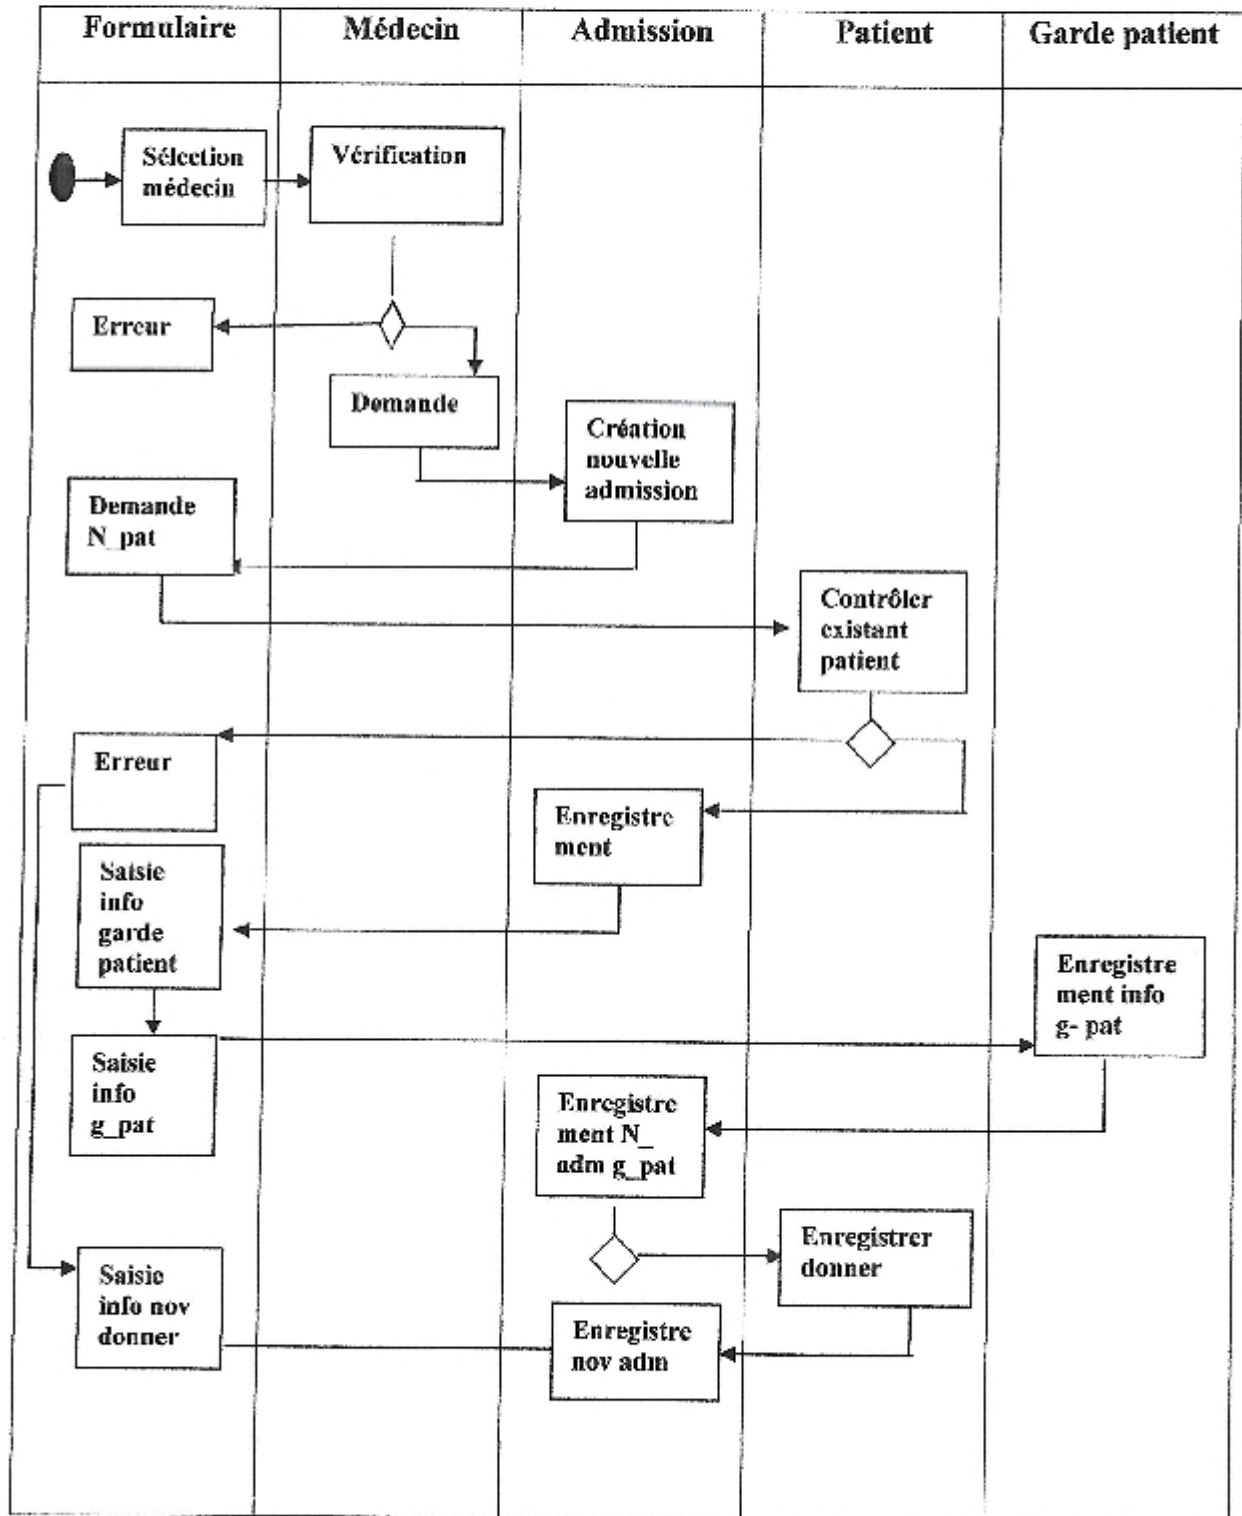 Formulaire
Médecin
Admission
Patient
Garde patient
Sélection
médecin
Vérification
Erreur
Demande
Création
nouvelle
admission
Demande
N_pat
Contrôler
existant
patient
Erreur
Enregistre
ment
Saisie
info
garde
patient
Enregistre
ment info
g- pat
Saisie
info
g_pat
Enregistre
ment N_
adm g_pat
Enregistrer
donner
Saisie
info nov
donner
Enregistre
nov adm